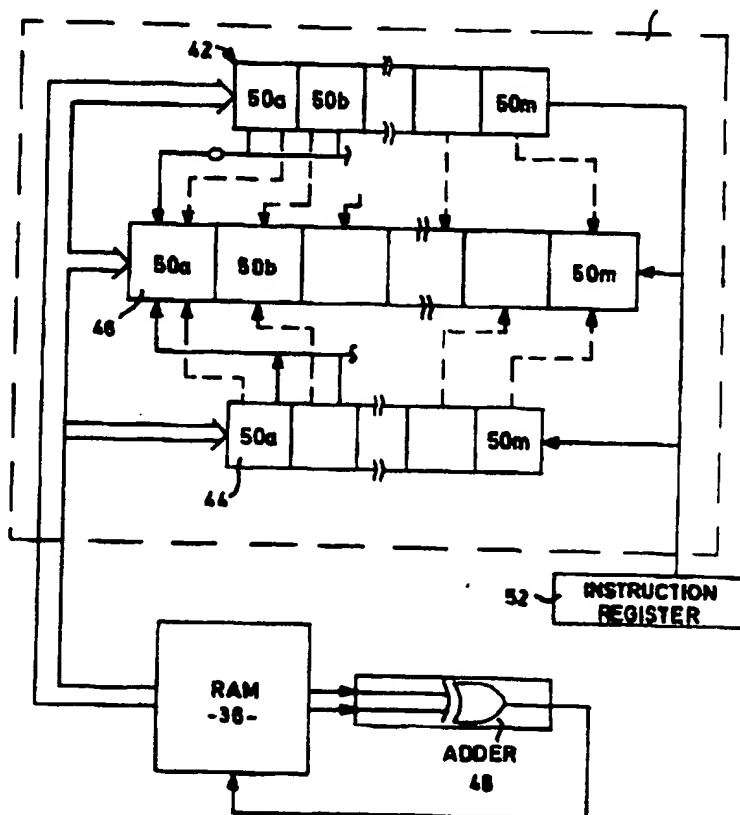 42
50a 50b 50m
50a 50b 50m
46
50a 50m
44
52 INSTRUCTION
REGISTER
RAM
-36-
ADDER
48